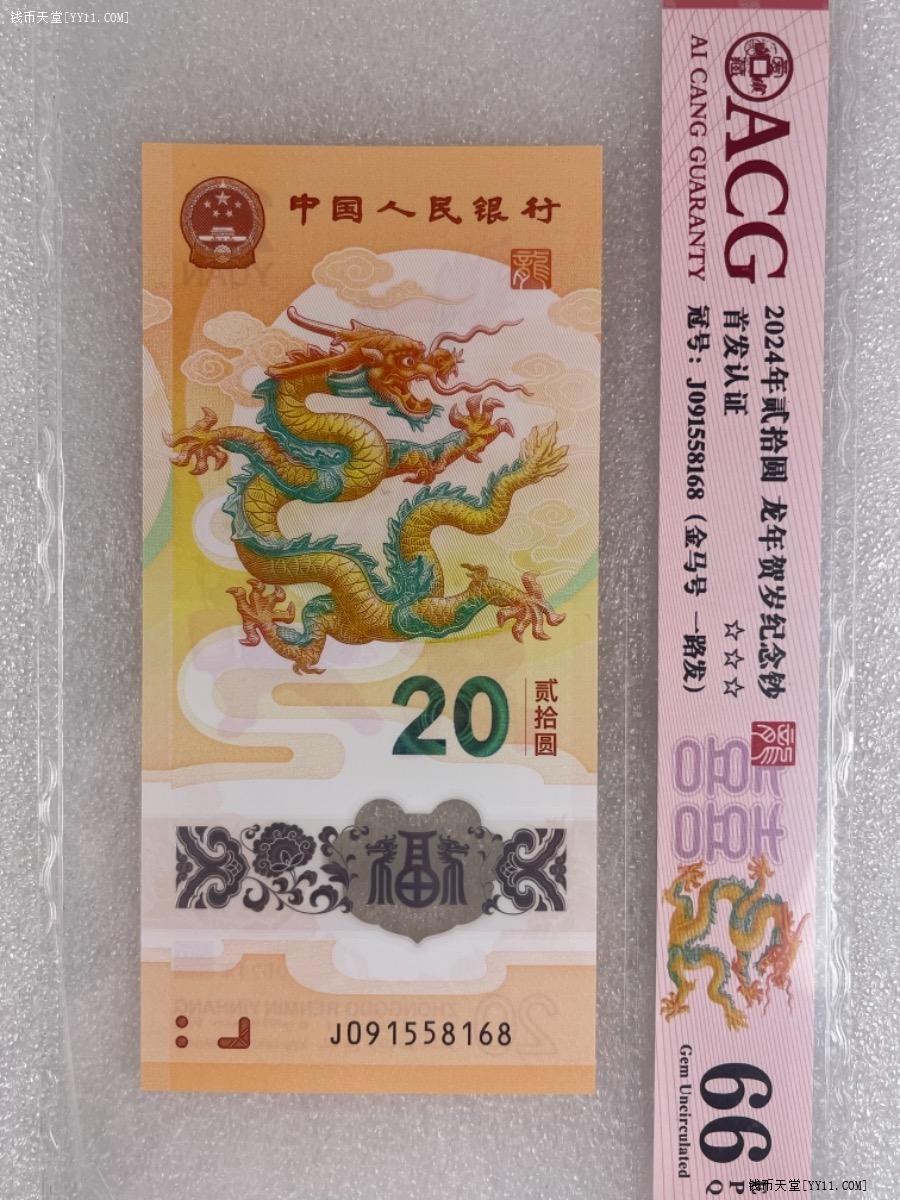 钱币天堂[YY11.COM]
中国人民银行
龍
20
贰拾圆
福
J091558168
ACG
AI CANG GUARANTY
2024年贰拾圆 龙年贺岁纪念钞
首发认证 ☆☆☆
冠号：J091558168（金马号 一路发）
龍
囍
66
Gem Uncirculated
P
Q
钱币天堂[YY11.COM]